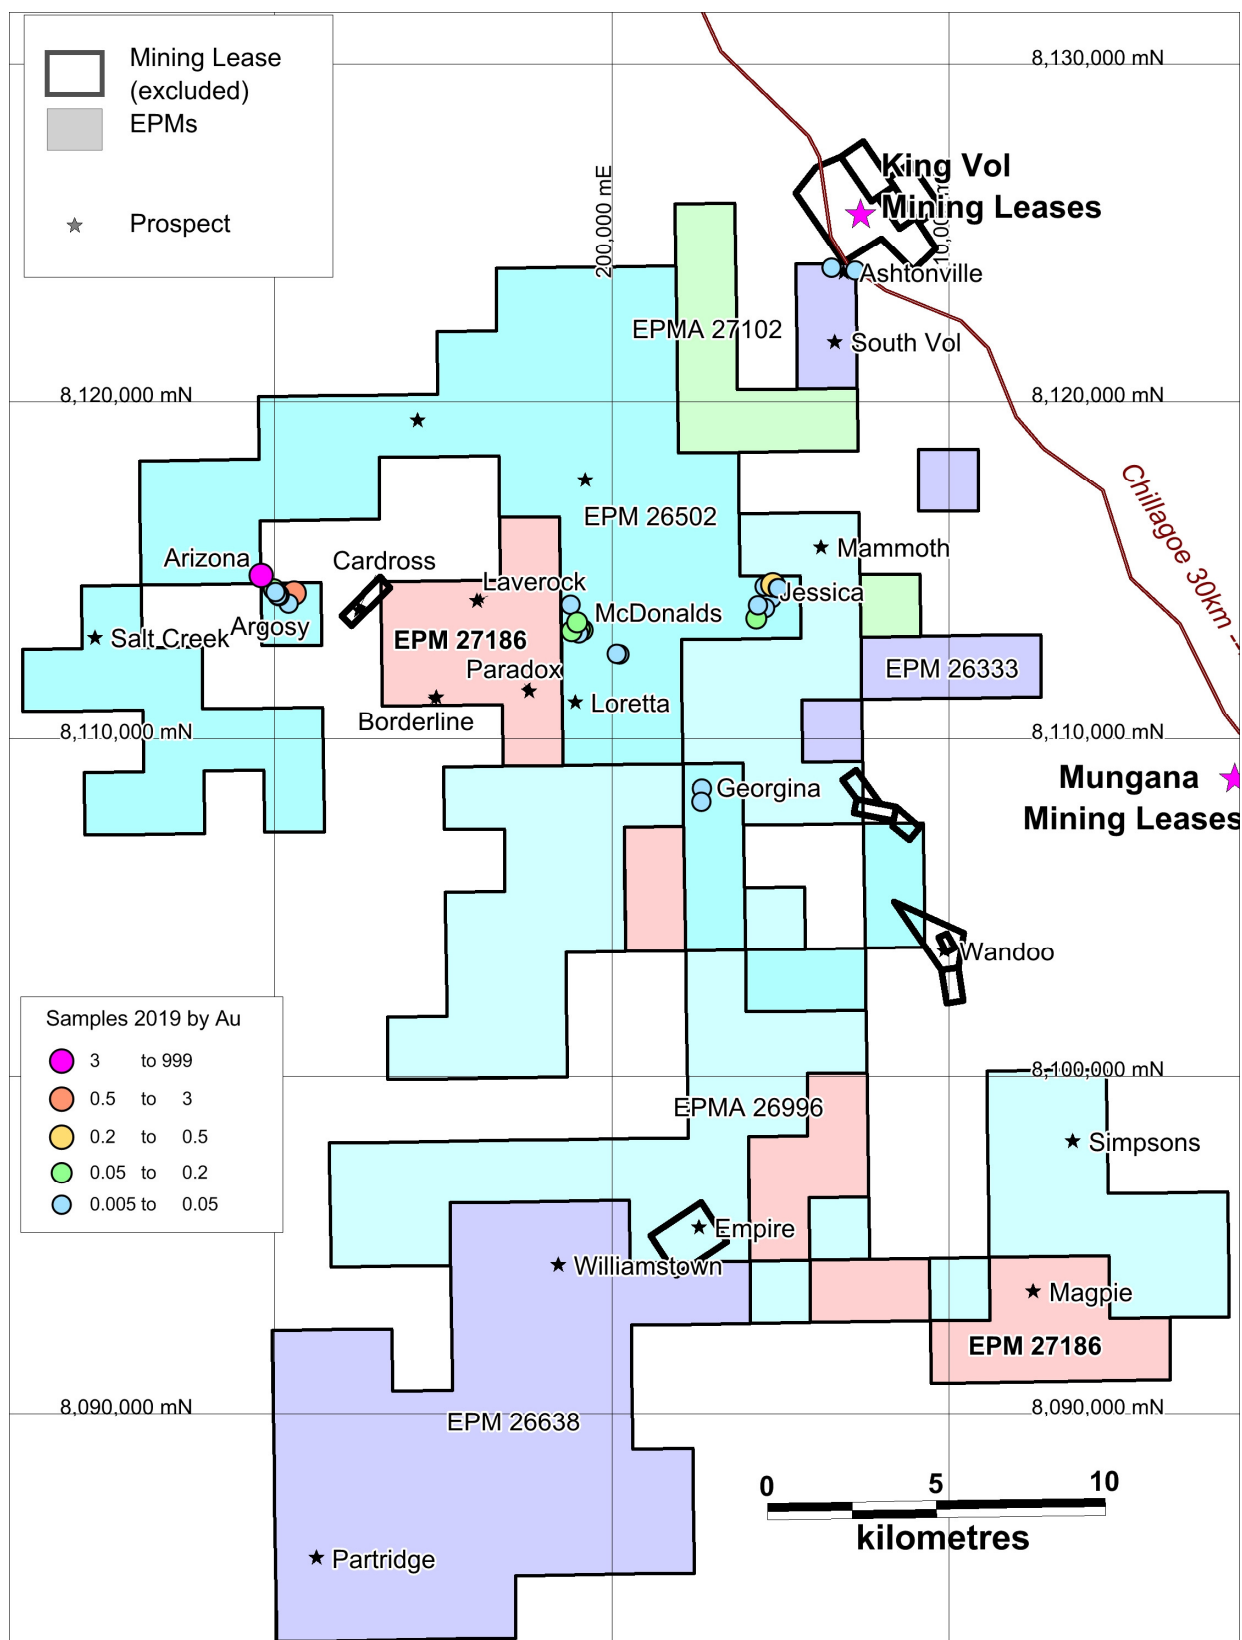 Mining Lease
(excluded)
EPMs
Prospect
8,130,000 mN
King Vol
Mining Leases
200,000 mE
Ashtonville
EPMA 27102
South Vol
8,120,000 mN
8,120,000 mN
Chillagoe 30km --
EPM 26502
Mammoth
Arizona
Cardross
Laverock
Jessica
McDonalds
Argosy
Salt Creek
EPM 27186
EPM 26333
Paradox
Loretta
Borderline
8,110,000 mN
8,110,000 mN
Georgina
Mungana
Mining Leases
Wandoo
Samples 2019 by Au
3 to 999
0.5 to 3
0.2 to 0.5
0.05 to 0.2
0.005 to 0.05
8,100,000 mN
EPMA 26996
Simpsons
Empire
Williamstown
Magpie
EPM 27186
8,090,000 mN
8,090,000 mN
EPM 26638
0 5 10
kilometres
Partridge